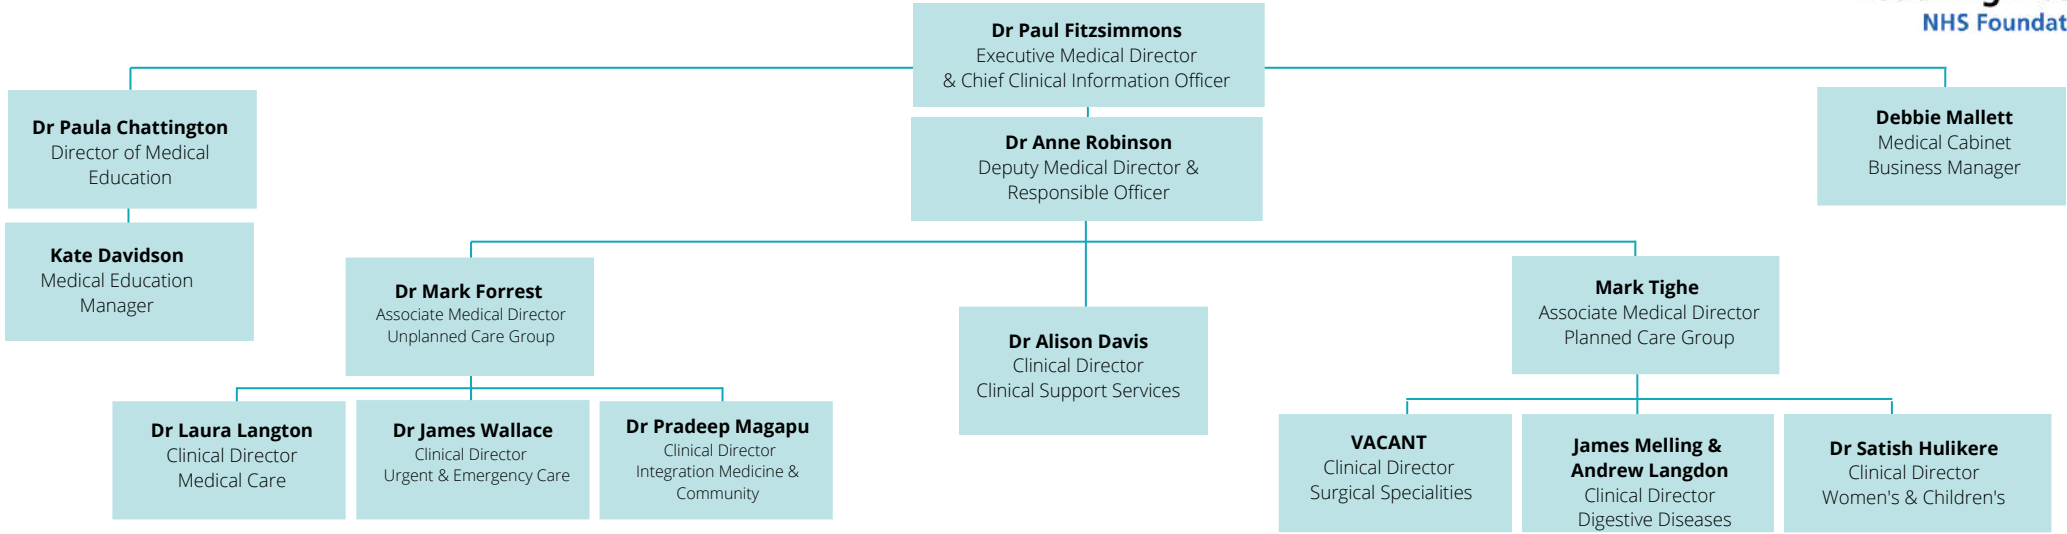 NHS Foundat
Dr Paul Fitzsimmons
Executive Medical Director
& Chief Clinical Information Officer
Dr Paula Chattington
Director of Medical
Education
Dr Anne Robinson
Deputy Medical Director &
Responsible Officer
Debbie Mallett
Medical Cabinet
Business Manager
Kate Davidson
Medical Education
Manager
Dr Mark Forrest
Associate Medical Director
Unplanned Care Group
Dr Alison Davis
Clinical Director
Clinical Support Services
Mark Tighe
Associate Medical Director
Planned Care Group
Dr Laura Langton
Clinical Director
Medical Care
Dr James Wallace
Clinical Director
Urgent & Emergency Care
Dr Pradeep Magapu
Clinical Director
Integration Medicine &
Community
VACANT
Clinical Director
Surgical Specialities
James Melling &
Andrew Langdon
Clinical Director
Digestive Diseases
Dr Satish Hulikere
Clinical Director
Women's & Children's